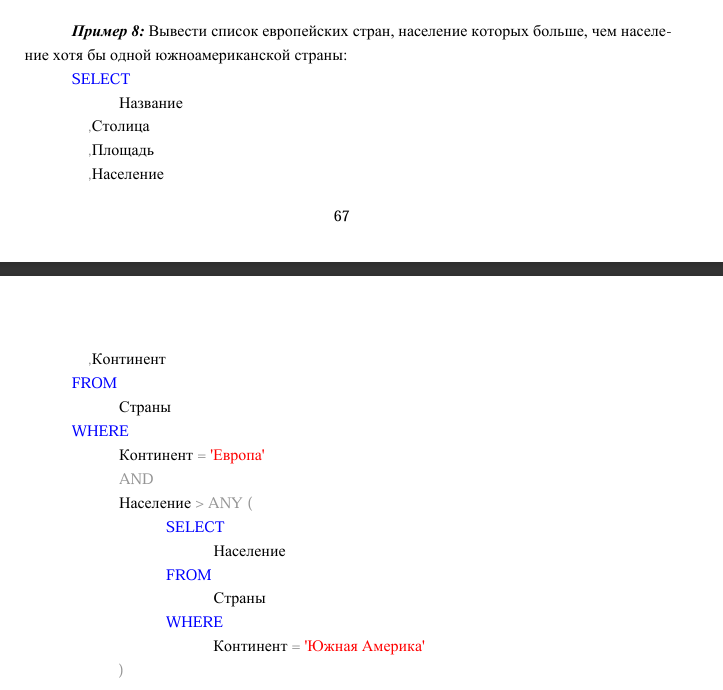 Пример 8: Вывести список европейских стран, население которых больше, чем населе-
ние хотя бы одной южноамериканской страны:
SELECT
Название
,Столица
,Площадь
,Население
67
,Континент
FROM
Страны
WHERE
Континент = 'Европа'
AND
Население > ANY (
SELECT
Население
FROM
Страны
WHERE
Континент = 'Южная Америка'
)